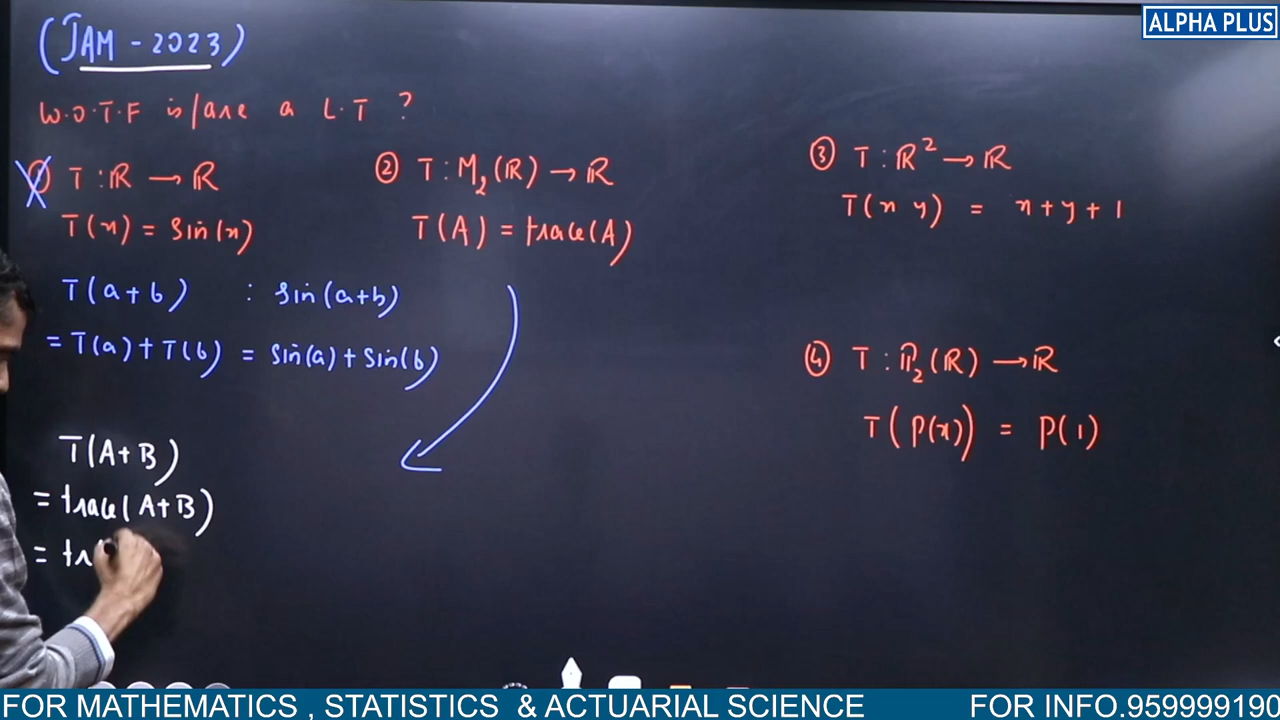 ALPHA PLUS
(JAM - 2023)
W.O.T.F is/are a L.T ?
① T : ℝ → ℝ
T(x) = sin(x)
② T : M₂(ℝ) → ℝ
T(A) = trace(A)
③ T : ℝ² → ℝ
T(x y) = x+y+1
T(a+b) : sin(a+b)
= T(a)+T(b) = sin(a)+sin(b)
④ T : P₂(ℝ) → ℝ
T(P(x)) = P(1)
T(A+B)
= trace(A+B)
= tr
FOR MATHEMATICS , STATISTICS & ACTUARIAL SCIENCE FOR INFO.959999190